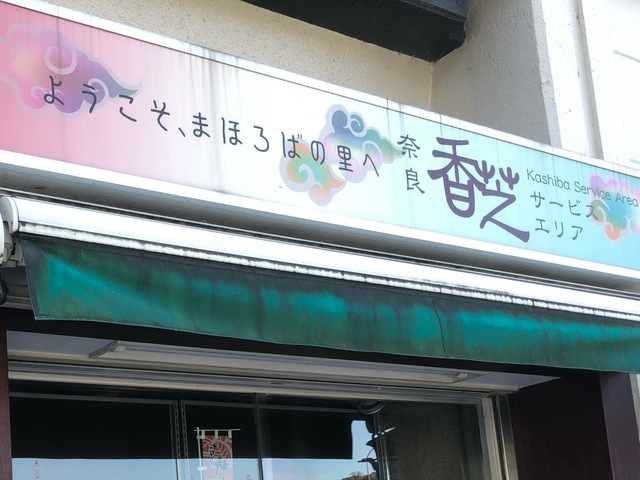 ようこそ、まほろばの里へ
奈良
香芝
Kashiba Service Area
サービス
エリア